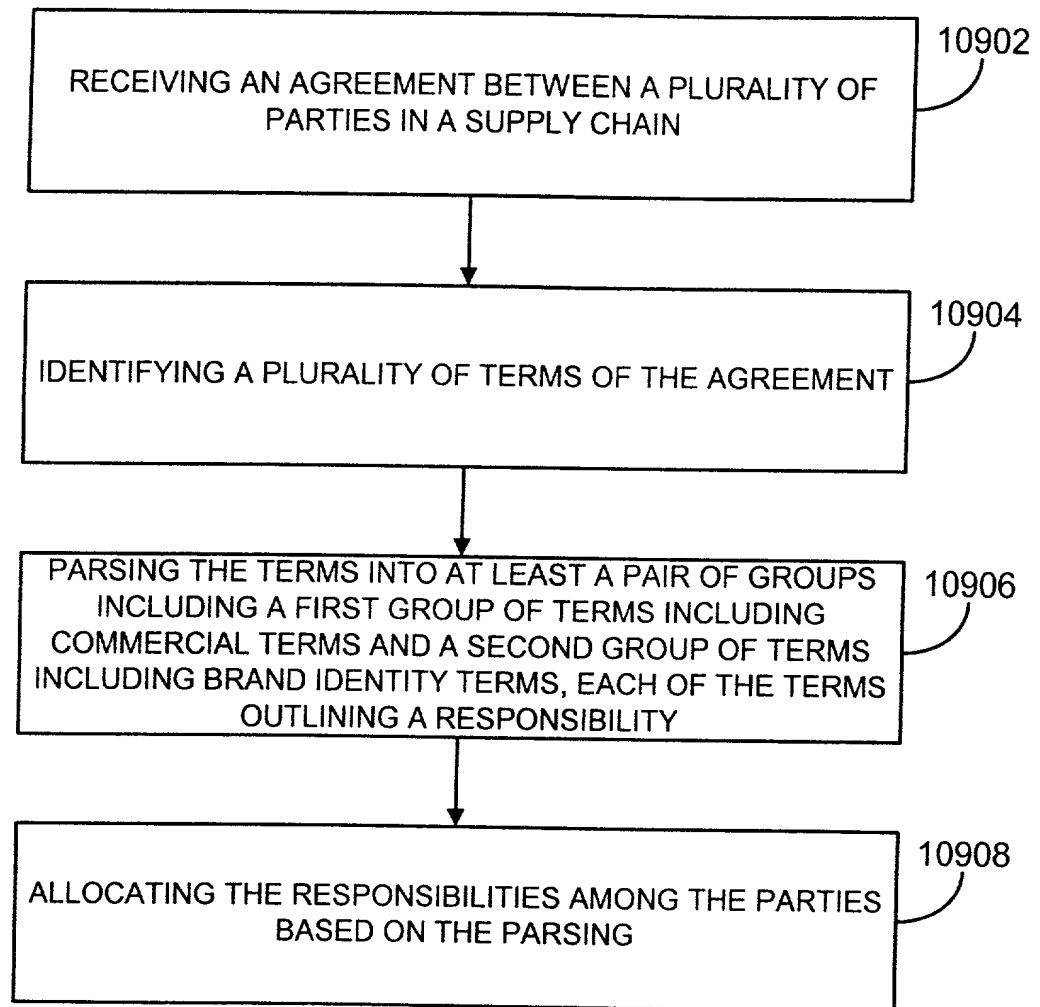 10902
RECEIVING AN AGREEMENT BETWEEN A PLURALITY OF
PARTIES IN A SUPPLY CHAIN
10904
IDENTIFYING A PLURALITY OF TERMS OF THE AGREEMENT
10906
PARSING THE TERMS INTO AT LEAST A PAIR OF GROUPS
INCLUDING A FIRST GROUP OF TERMS INCLUDING
COMMERCIAL TERMS AND A SECOND GROUP OF TERMS
INCLUDING BRAND IDENTITY TERMS, EACH OF THE TERMS
OUTLINING A RESPONSIBILITY
10908
ALLOCATING THE RESPONSIBILITIES AMONG THE PARTIES
BASED ON THE PARSING